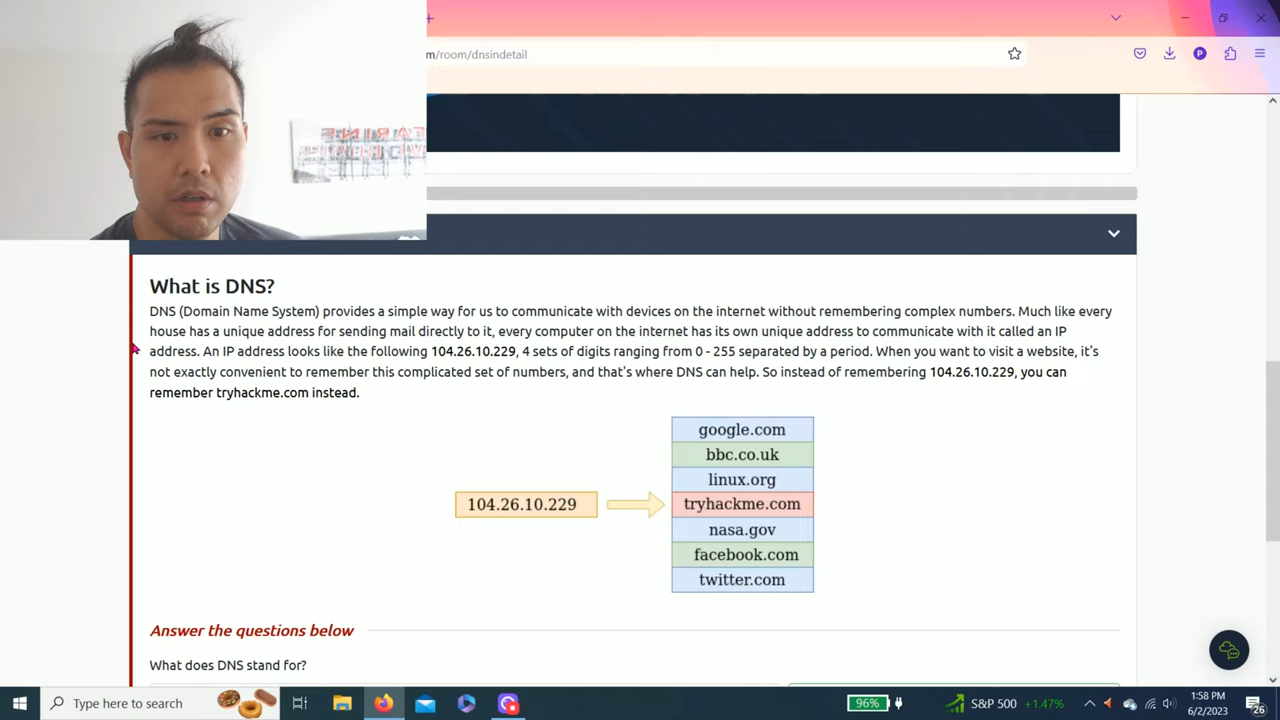 m/room/dnsindetail
What is DNS?
DNS (Domain Name System) provides a simple way for us to communicate with devices on the internet without remembering complex numbers. Much like every
house has a unique address for sending mail directly to it, every computer on the internet has its own unique address to communicate with it called an IP
address. An IP address looks like the following 104.26.10.229, 4 sets of digits ranging from 0 - 255 separated by a period. When you want to visit a website, it's
not exactly convenient to remember this complicated set of numbers, and that's where DNS can help. So instead of remembering 104.26.10.229, you can
remember tryhackme.com instead.
google.com
bbc.co.uk
linux.org
104.26.10.229
tryhackme.com
nasa.gov
facebook.com
twitter.com
Answer the questions below
What does DNS stand for?
Type here to search
96%
S&P 500 +1.47%
1:58 PM
6/2/2023
26